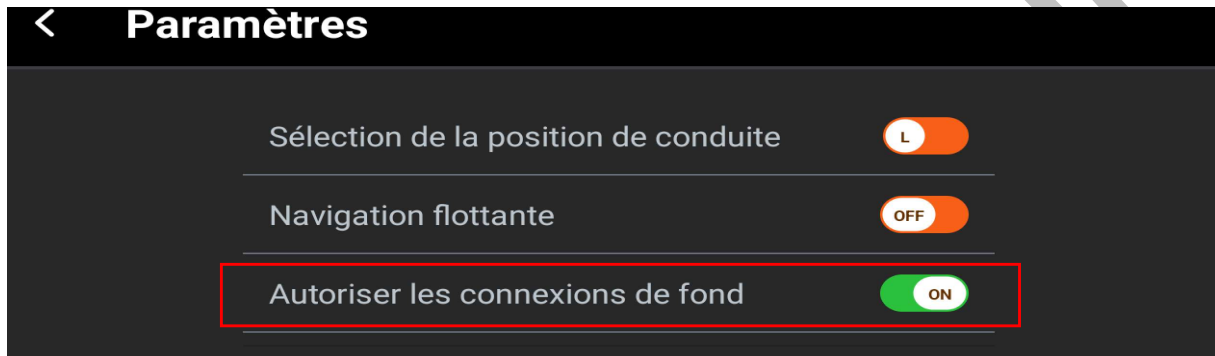 Paramètres
Sélection de la position de conduite L
Navigation flottante OFF
Autoriser les connexions de fond ON